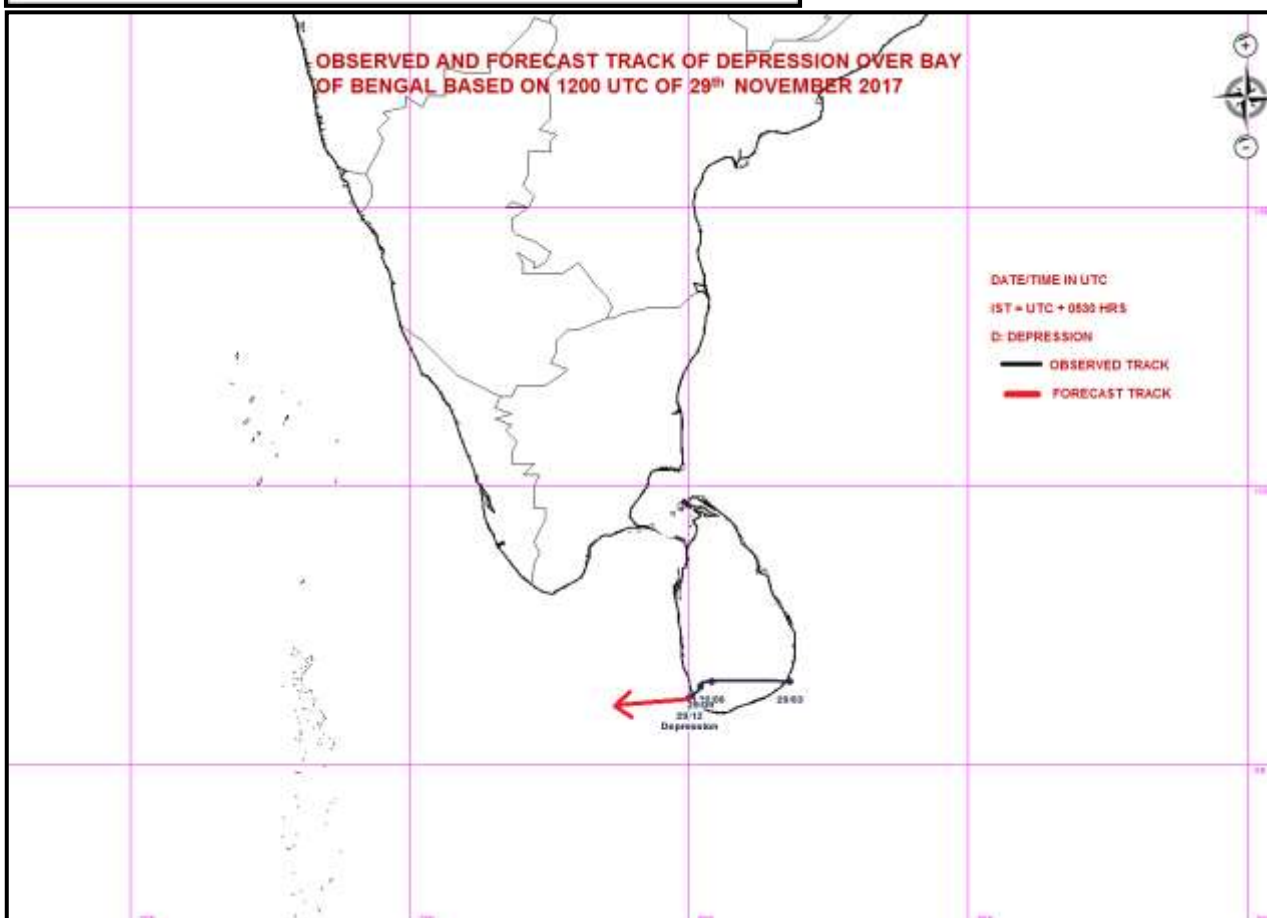 OBSERVED AND FORECAST TRACK OF DEPRESSION OVER BAY
OF BENGAL BASED ON 1200 UTC OF 29th NOVEMBER 2017
DATE/TIME IN UTC
IST = UTC + 0530 HRS
D: DEPRESSION
OBSERVED TRACK
FORECAST TRACK
29/03
29/12
Depression